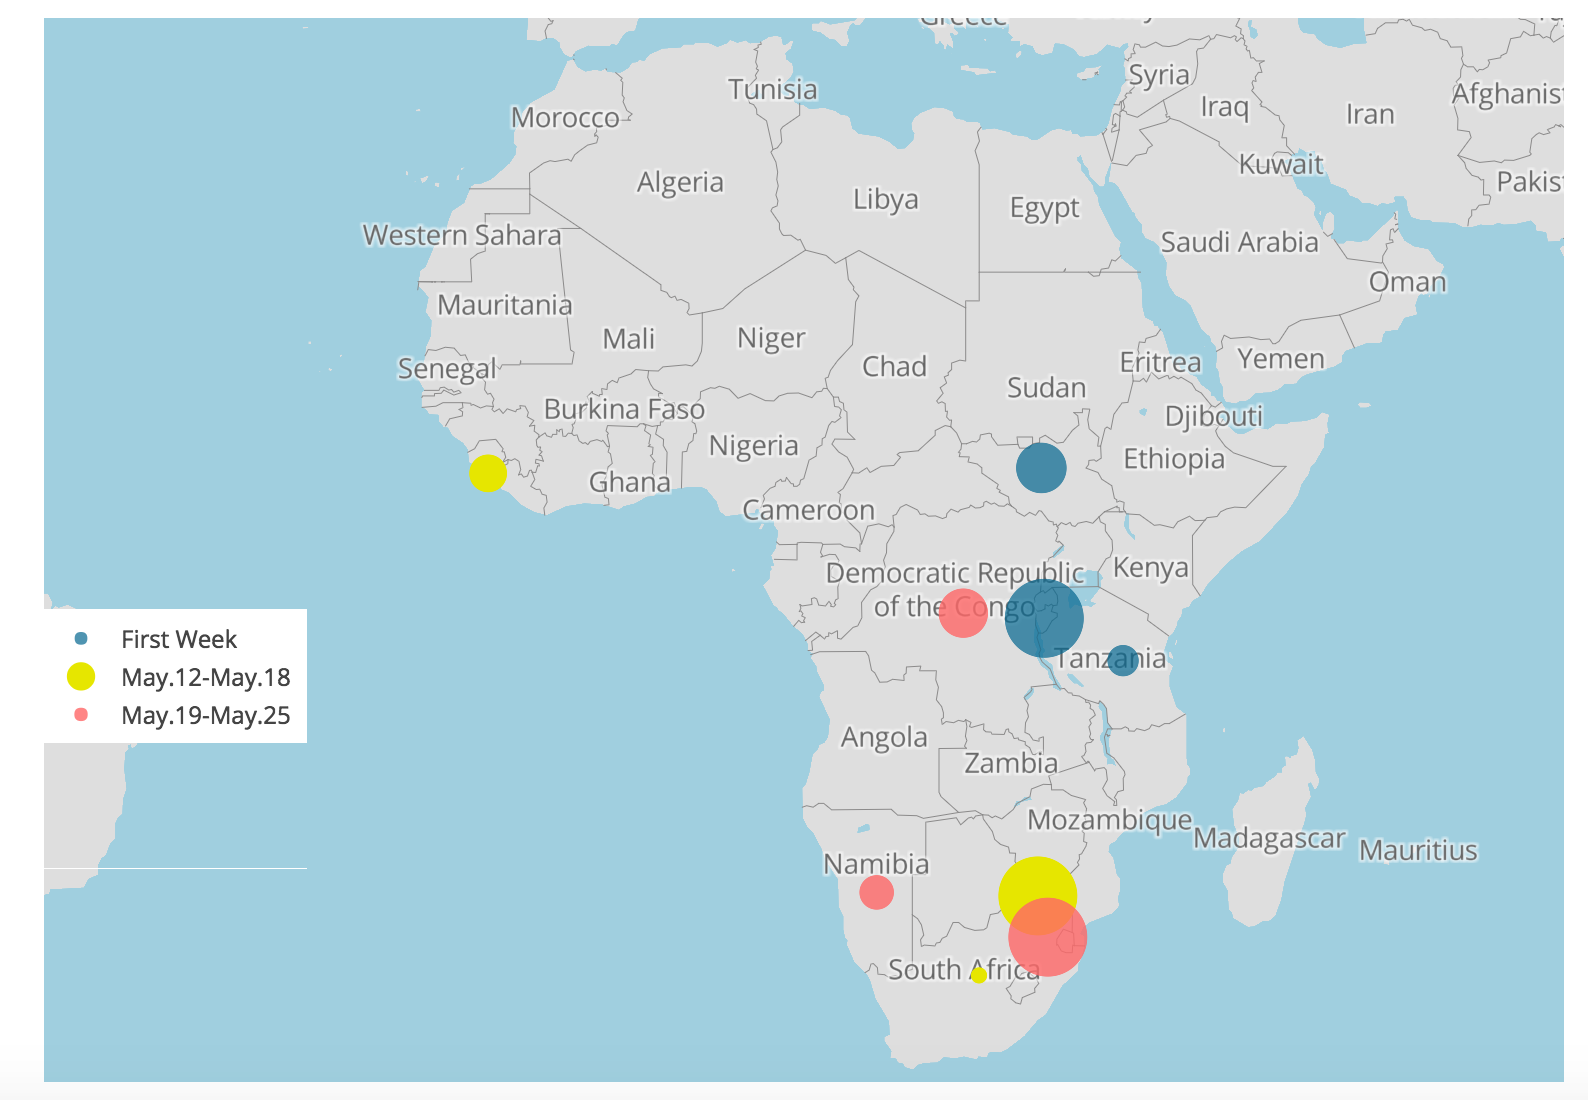 Greece
Syria
Tunisia
Iraq
Iran
Morocco
Kuwait
Algeria
Libya
Egypt
Western Sahara
Saudi Arabia
Oman
Mauritania
Mali
Niger
Senegal
Chad
Sudan
Eritrea
Yemen
Burkina Faso
Djibouti
Nigeria
Ethiopia
Ghana
Cameroon
Democratic Republic
of the Congo
Kenya
Tanzania
First Week
May.12-May.18
May.19-May.25
Angola
Zambia
Mozambique
Madagascar
Mauritius
Namibia
South Africa
Afghanist
Pakist